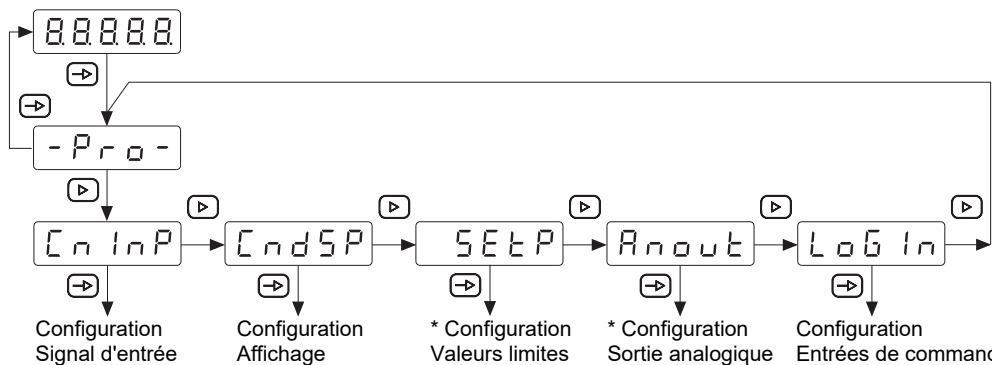 8.8.8.8.8.
-Pro-
CnInP
CndSP
SEtP
Anout
LoGIn
Configuration
Signal d'entrée
Configuration
Affichage
* Configuration
Valeurs limites
* Configuration
Sortie analogique
Configuration
Entrées de comman